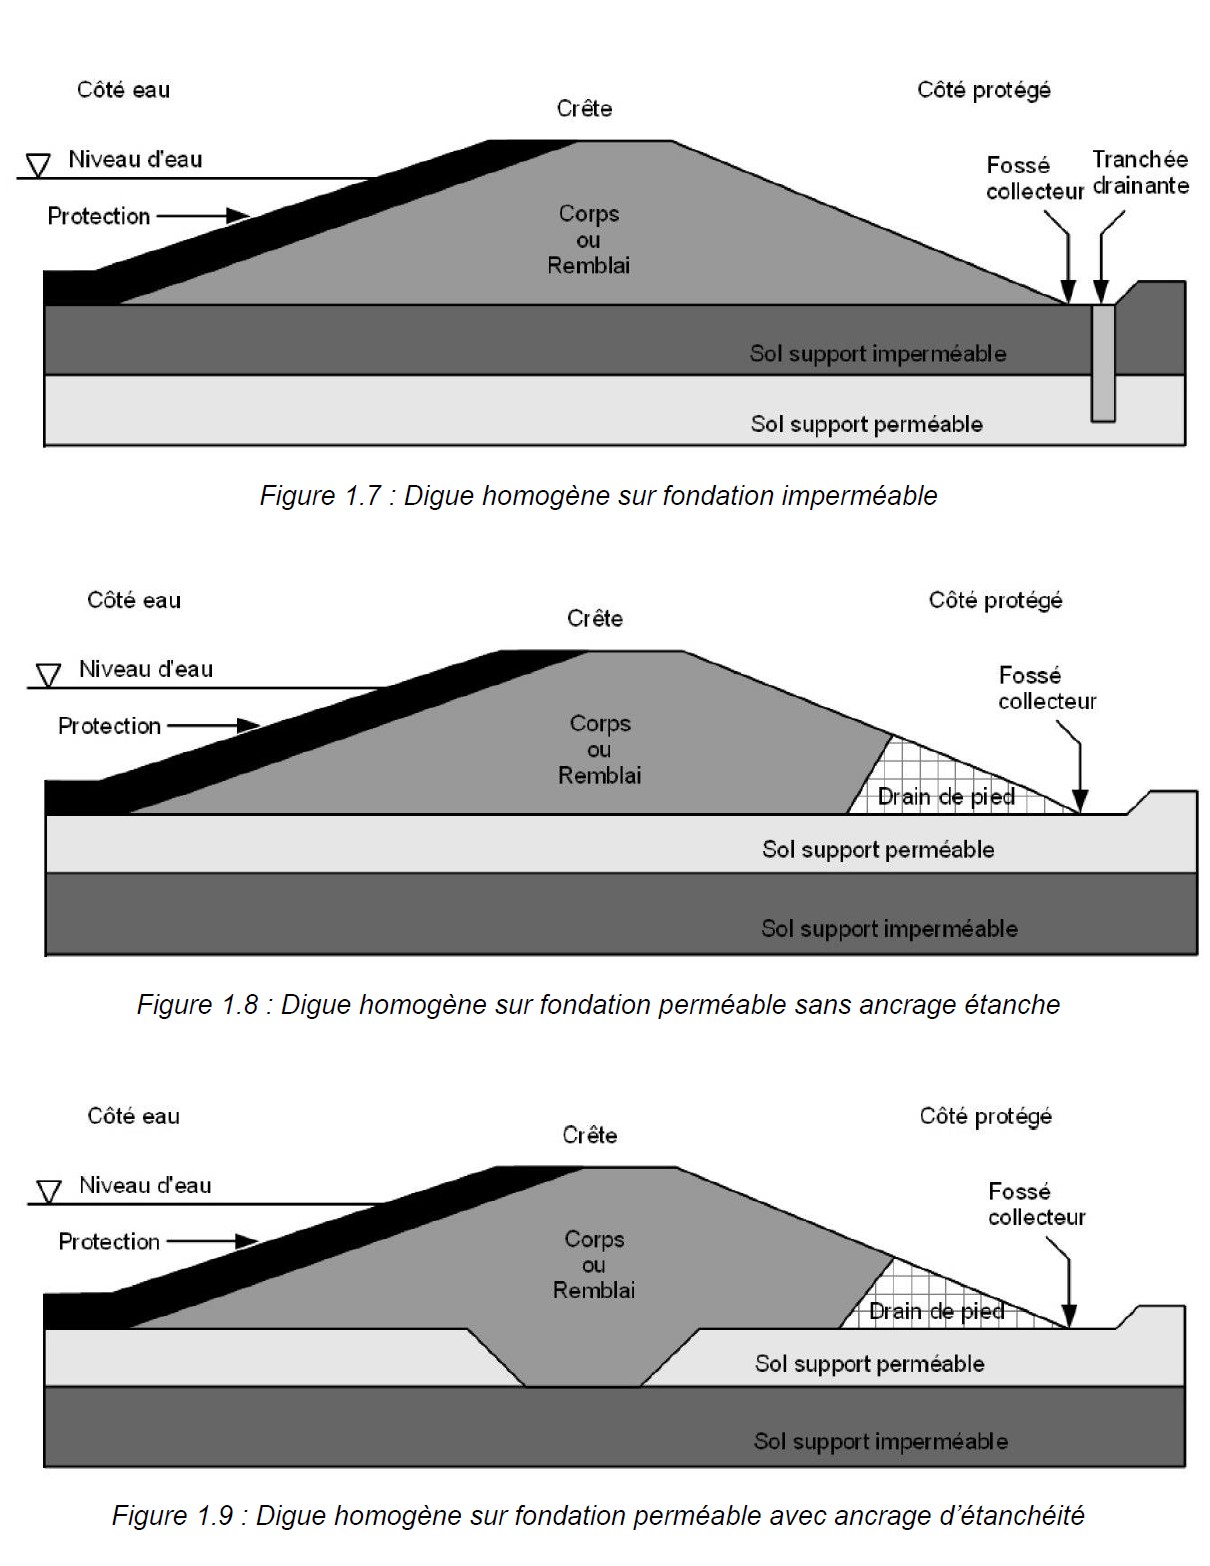 Côté eau
Côté protégé
Crête
Niveau d'eau
Fossé
collecteur
Tranchée
drainante
Protection
Corps
ou
Remblai
Sol support imperméable
Sol support perméable
Figure 1.7 : Digue homogène sur fondation imperméable
Côté eau
Côté protégé
Crête
Niveau d'eau
Fossé
collecteur
Protection
Corps
ou
Remblai
Drain de pied
Sol support perméable
Sol support imperméable
Figure 1.8 : Digue homogène sur fondation perméable sans ancrage étanche
Côté eau
Côté protégé
Crête
Niveau d'eau
Fossé
collecteur
Protection
Corps
ou
Remblai
Drain de pied
Sol support perméable
Sol support imperméable
Figure 1.9 : Digue homogène sur fondation perméable avec ancrage d’étanchéité